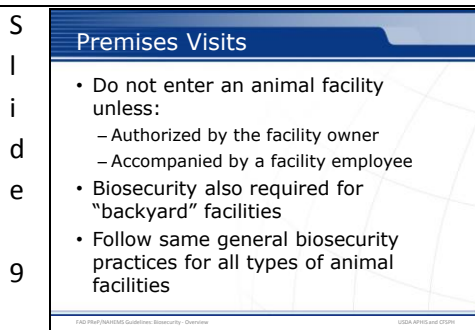 Slide 9
Premises Visits
• Do not enter an animal facility
unless:
– Authorized by the facility owner
– Accompanied by a facility employee
• Biosecurity also required for
“backyard” facilities
• Follow same general biosecurity
practices for all types of animal
facilities
FAD PReP/NAHEMS Guidelines: Biosecurity - Overview
USDA APHIS and CFSPH